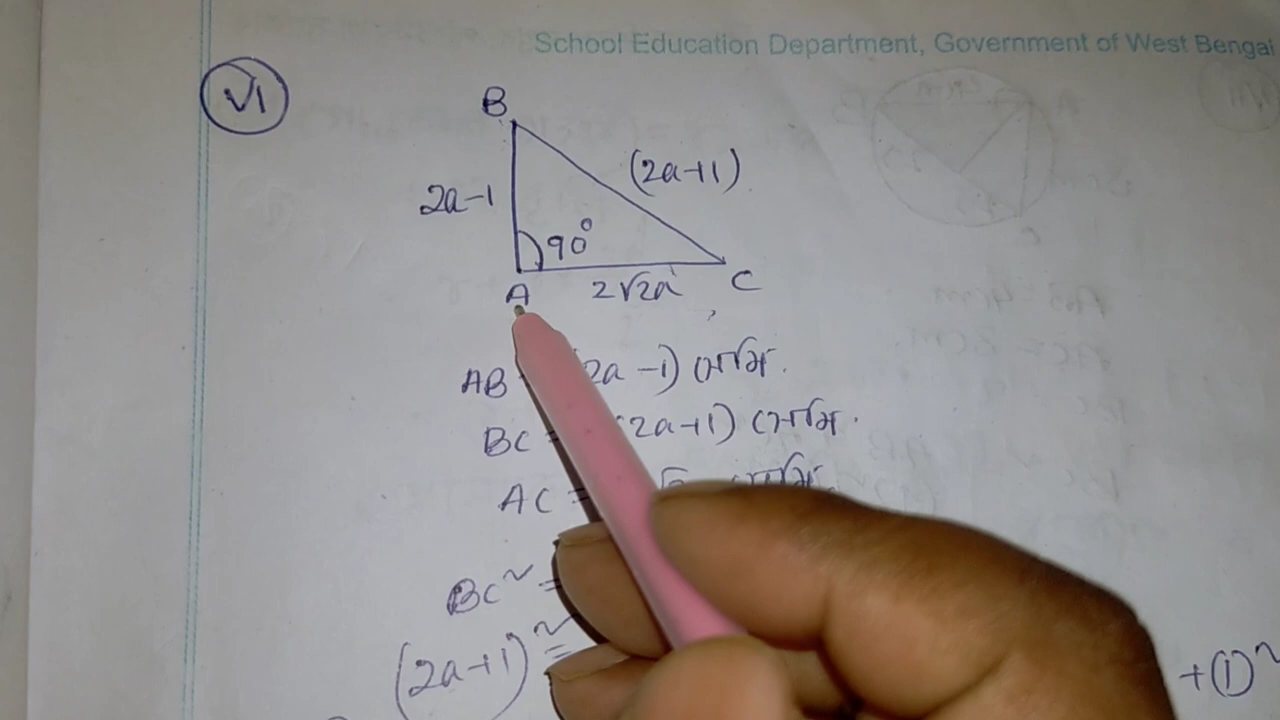 School Education Department, Government of West Bengal
VI
B
(2a+1)
2a-1
90°
A
2√2a
C
AB 2a -1) সেমি.
BC = (2a+1) সেমি.
AC = সেমি.
BC² =
(2a+1)² = +(1)²